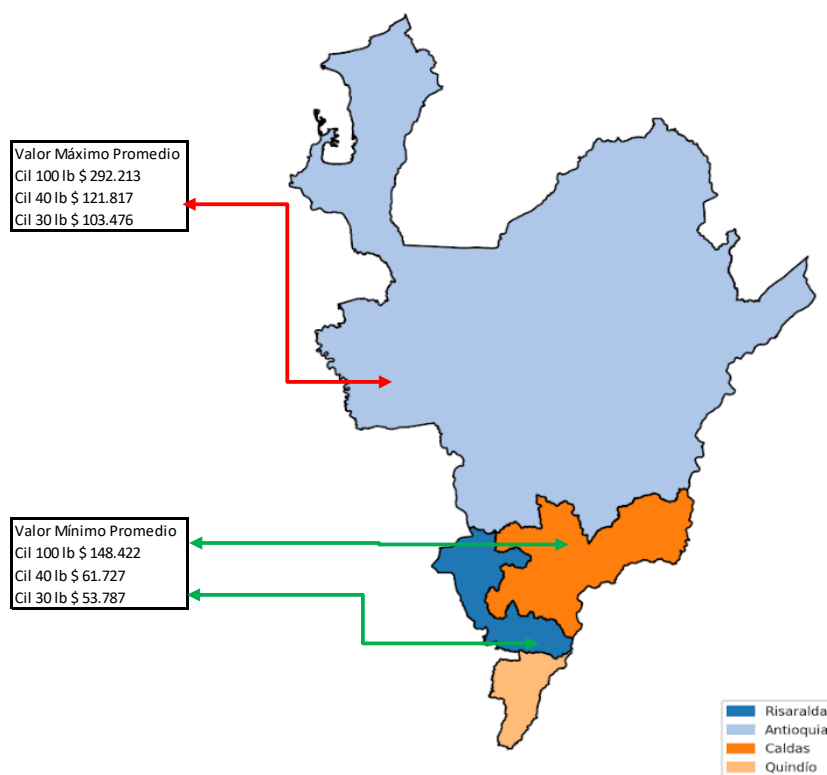 Valor Máximo Promedio
Cil 100 lb $ 292.213
Cil 40 lb $ 121.817
Cil 30 lb $ 103.476
Valor Mínimo Promedio
Cil 100 lb $ 148.422
Cil 40 lb $ 61.727
Cil 30 lb $ 53.787
Risaralda
Antioquia
Caldas
Quindío